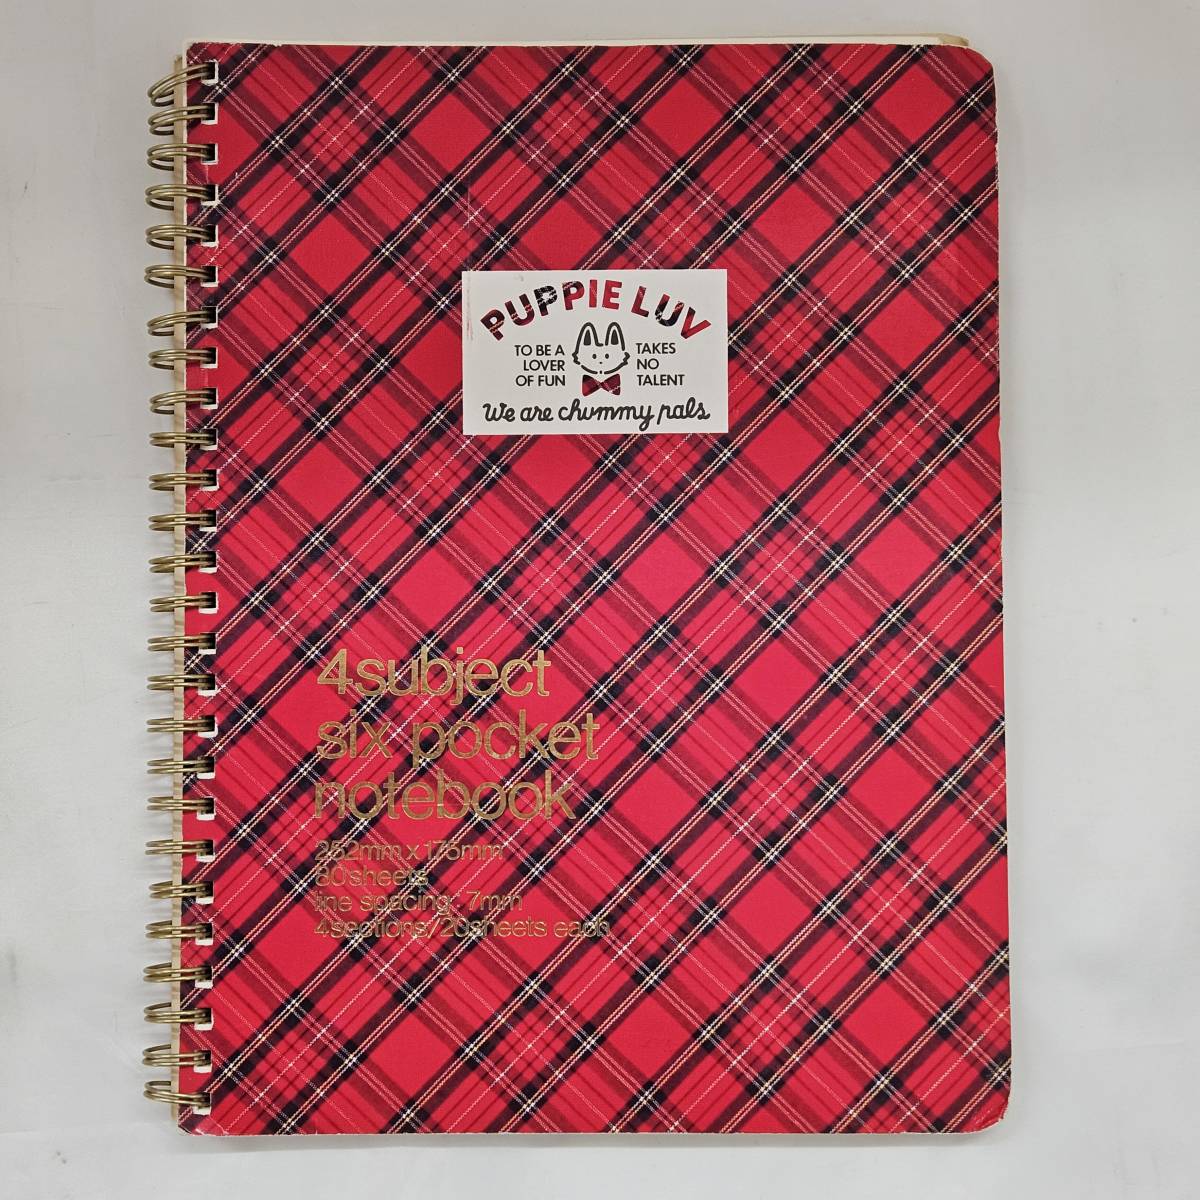 PUPPIE LUV
TO BE A
LOVER
OF FUN
TAKES
NO
TALENT
We are chummy pals
4subject
six pocket
notebook
252mm x 176mm
80sheets
line spacing: 7mm
4sections/20sheets each